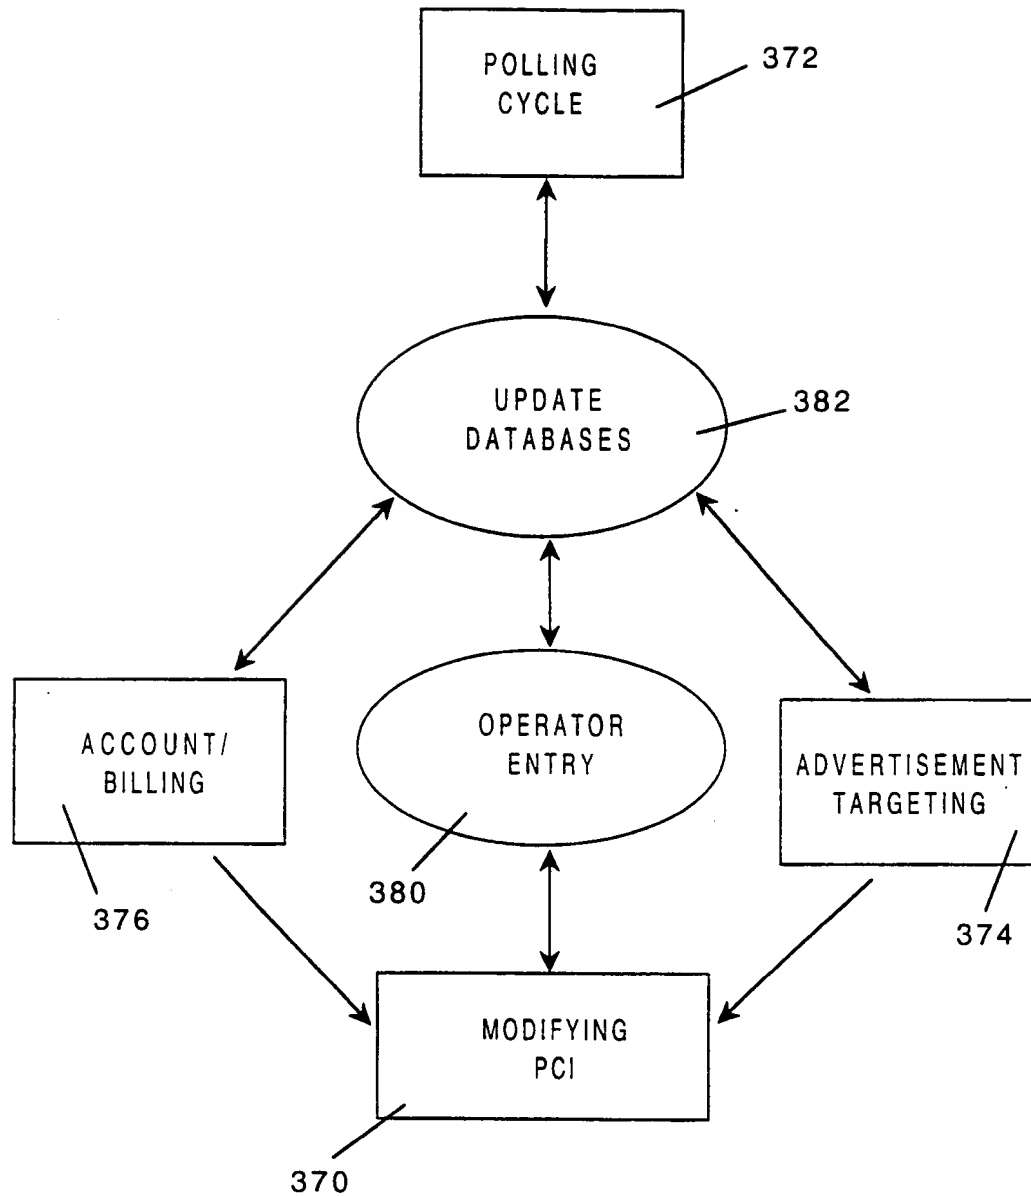 POLLING
CYCLE
372
UPDATE
DATABASES
382
ACCOUNT/
BILLING
376
OPERATOR
ENTRY
380
ADVERTISEMENT
TARGETING
374
MODIFYING
PCI
370